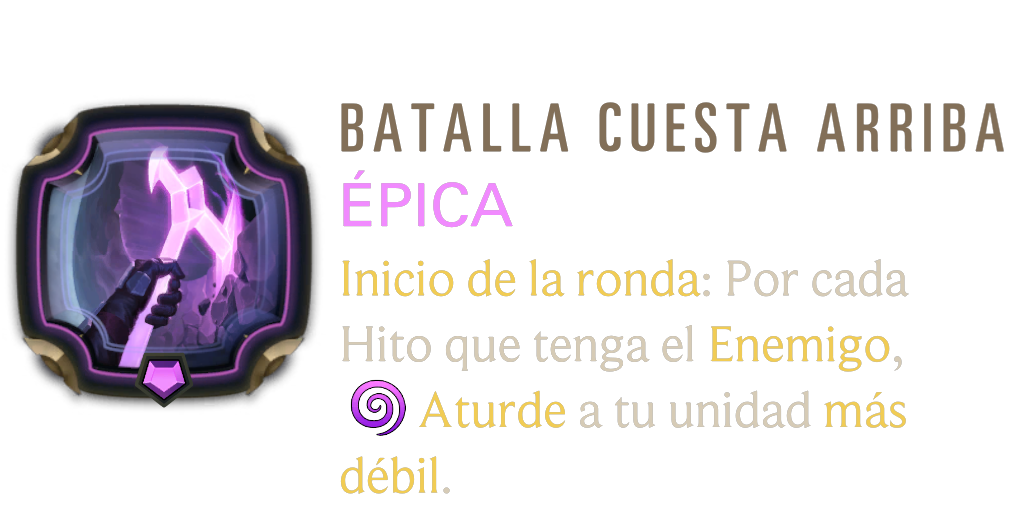 BATALLA CUESTA ARRIBA
ÉPICA
Inicio de la ronda: Por cada
Hito que tenga el Enemigo,
Aturde a tu unidad más
débil.